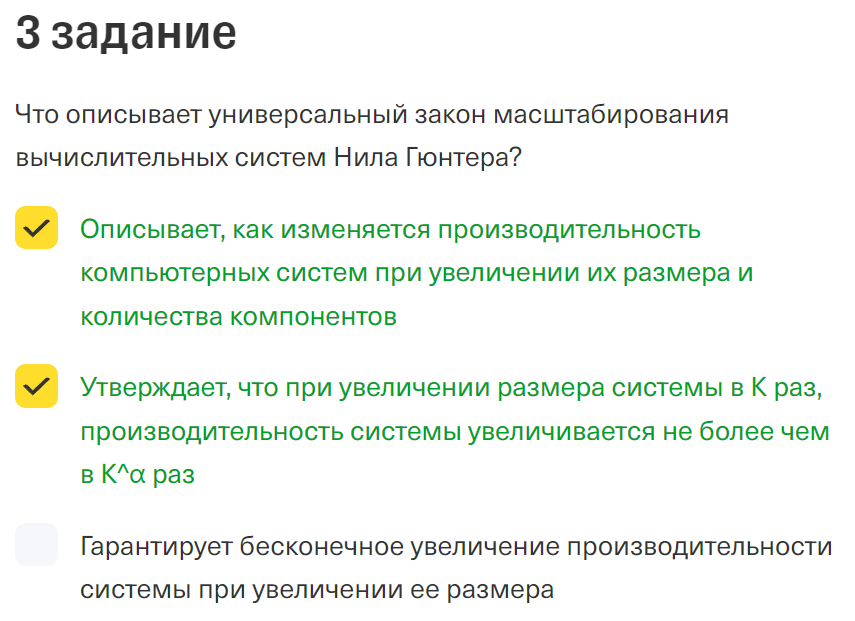 3 задание
Что описывает универсальный закон масштабирования
вычислительных систем Нила Гюнтера?
Описывает, как изменяется производительность
компьютерных систем при увеличении их размера и
количества компонентов
Утверждает, что при увеличении размера системы в К раз,
производительность системы увеличивается не более чем
в К^α раз
Гарантирует бесконечное увеличение производительности
системы при увеличении ее размера